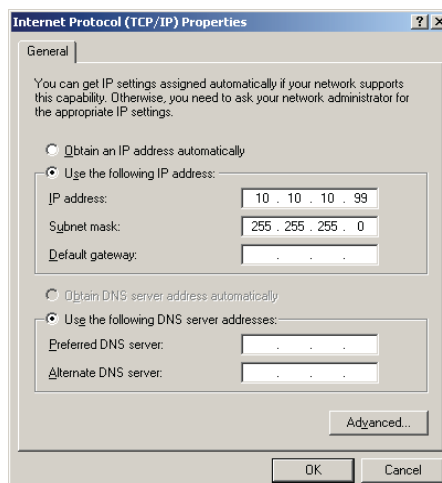 Internet Protocol (TCP/IP) Properties
General
You can get IP settings assigned automatically if your network supports
this capability. Otherwise, you need to ask your network administrator for
the appropriate IP settings.
Obtain an IP address automatically
Use the following IP address:
IP address: 10 . 10 . 10 . 99
Subnet mask: 255 . 255 . 255 . 0
Default gateway: . . .
Obtain DNS server address automatically
Use the following DNS server addresses:
Preferred DNS server: . . .
Alternate DNS server: . . .
Advanced...
OK Cancel